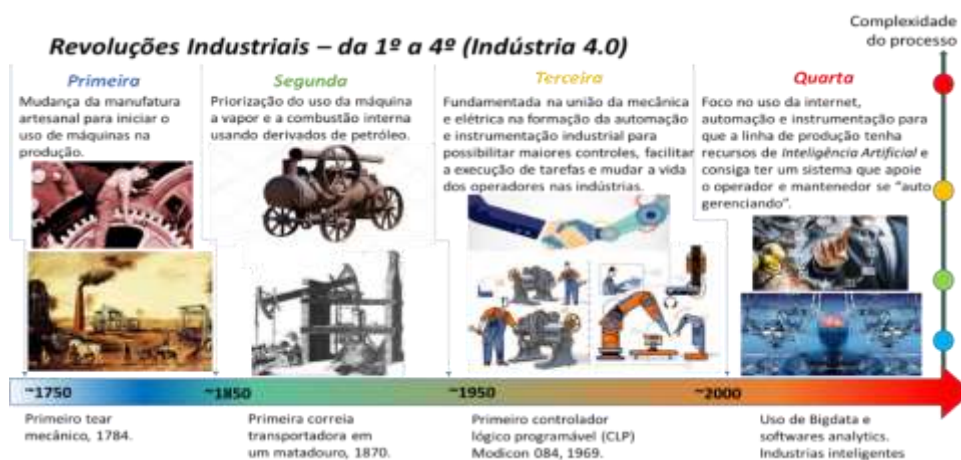 Complexidade
do processo
Revoluções Industriais – da 1º a 4º (Indústria 4.0)
Primeira
Mudança da manufatura
artesanal para iniciar o
uso de máquinas na
produção.
Segunda
Priorização do uso da máquina
a vapor e a combustão interna
usando derivados de petróleo.
Terceira
Fundamentada na união da mecânica
e elétrica na formação da automação
e instrumentação industrial para
possibilitar maiores controles, facilitar
a execução de tarefas e mudar a vida
dos operadores nas indústrias.
Quarta
Foco no uso da internet,
automação e instrumentação para
que a linha de produção tenha
recursos de Inteligência Artificial e
consiga ter um sistema que apoie
o operador e mantenedor se "auto
gerenciando".
~1750
~1850
~1950
~2000
Primeiro tear
mecânico, 1784.
Primeira correia
transportadora em
um matadouro, 1870.
Primeiro controlador
lógico programável (CLP)
Modicon 084, 1969.
Uso de Bigdata e
softwares analytics.
Industrias inteligentes